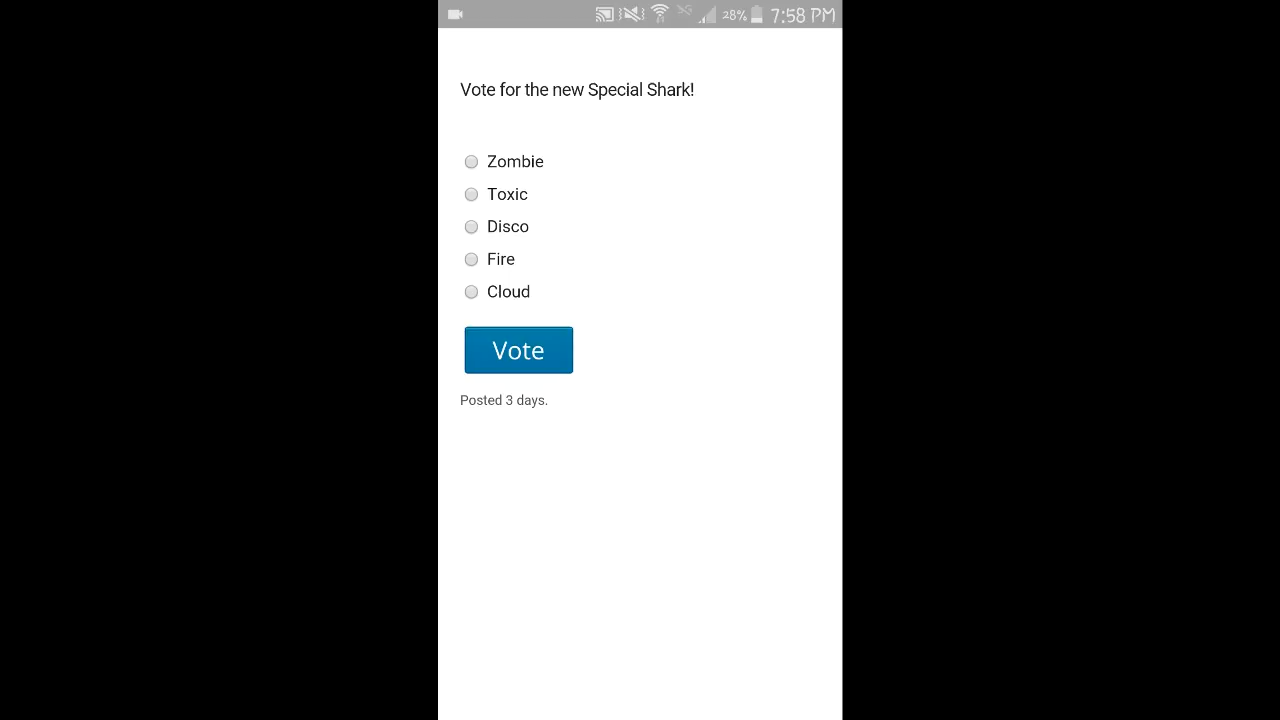 28% 7:58 PM
Vote for the new Special Shark!
Zombie
Toxic
Disco
Fire
Cloud
Vote
Posted 3 days.